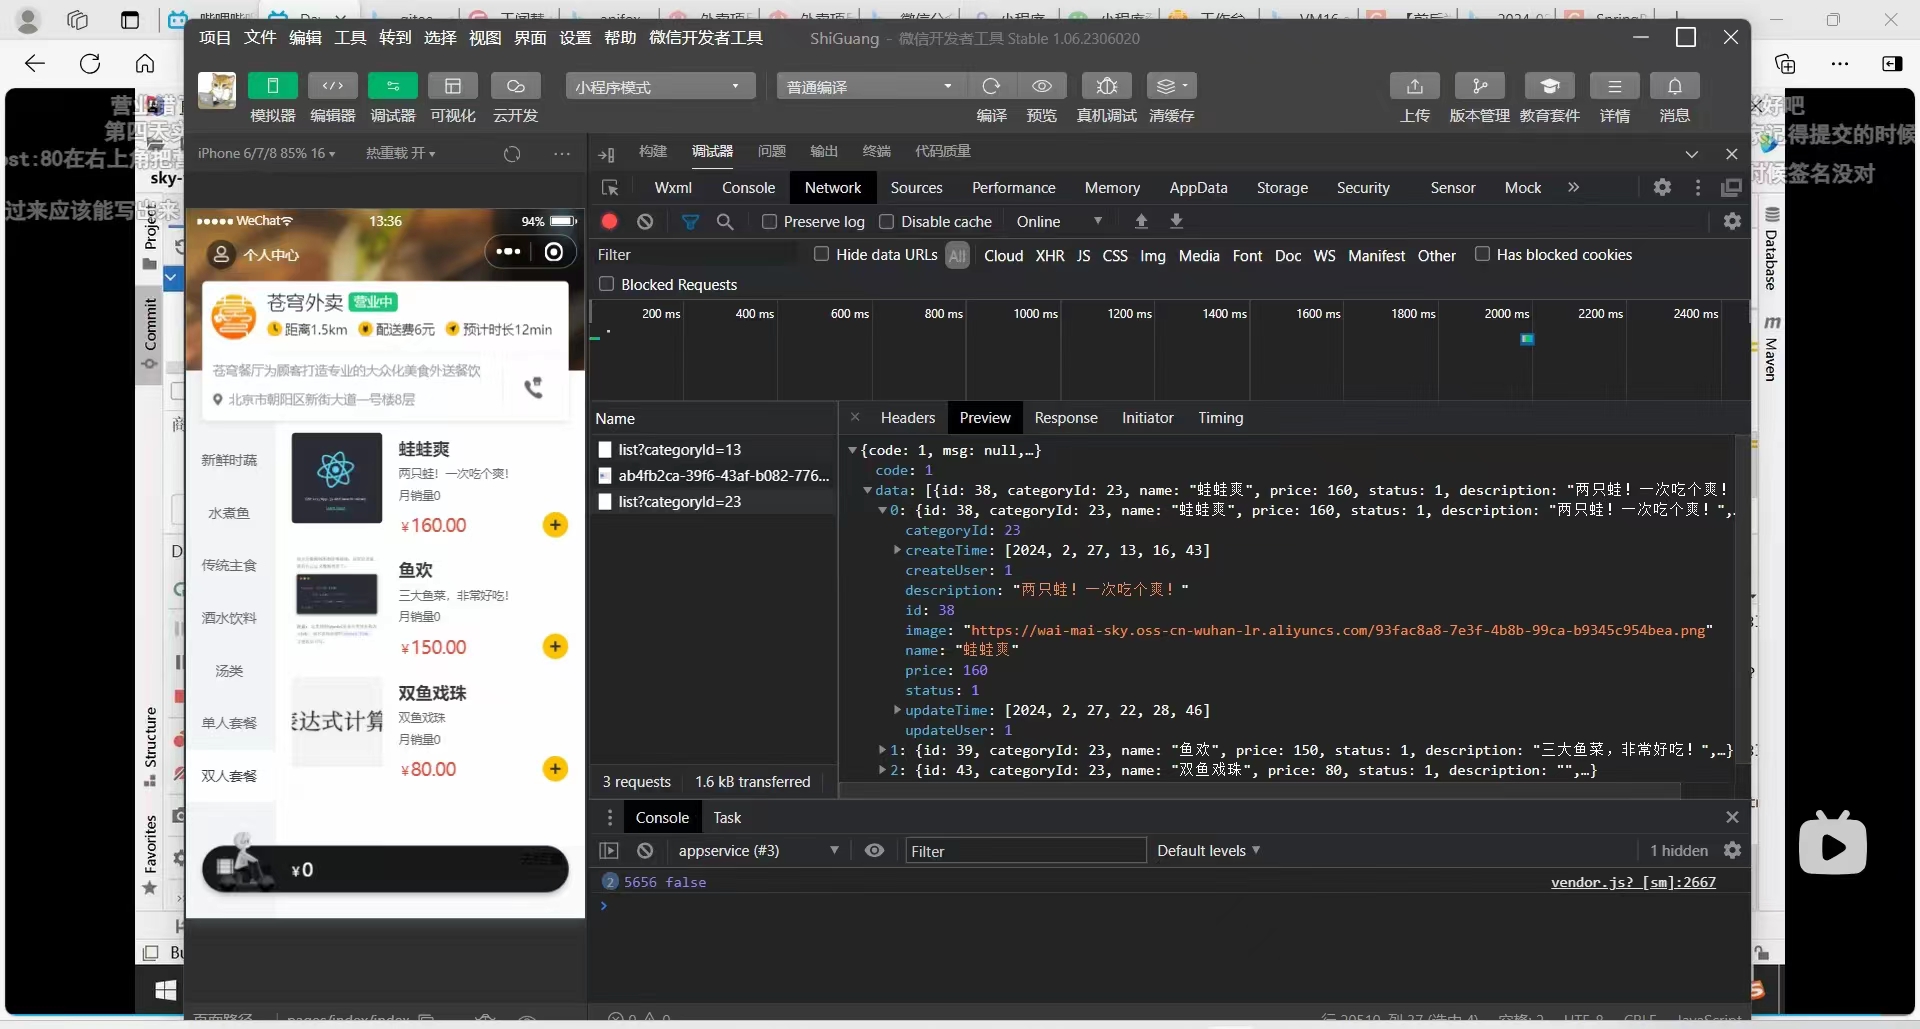 项目 文件 编辑 工具 转到 选择 视图 界面 设置 帮助 微信开发者工具
ShiGuang - 微信开发者工具 Stable 1.06.2306020
小程序模式
普通编译
模拟器 编辑器 调试器 可视化 云开发
编译 预览 真机调试 清缓存
上传 版本管理 教育套件 详情 消息
好吧
第四天
记得提交的时候
ost:80在右上角把
时候签名没对
过来应该能写出来
sky-
Project
Commit
Structure
Favorites
Database
Maven
iPhone 6/7/8 85% 16
热重载 开
构建 调试器 问题 输出 终端 代码质量
Wxml Console Network Sources Performance Memory AppData Storage Security Sensor Mock
Preserve log
Disable cache
Online
Filter
Hide data URLs
All Cloud XHR JS CSS Img Media Font Doc WS Manifest Other
Has blocked cookies
Blocked Requests
200 ms 400 ms 600 ms 800 ms 1000 ms 1200 ms 1400 ms 1600 ms 1800 ms 2000 ms 2200 ms 2400 ms
WeChat
13:36
94%
个人中心
苍穹外卖 营业中
距离1.5km 配送费6元 预计时长12min
苍穹餐厅为顾客打造专业的大众化美食外送餐饮
北京市朝阳区新街大道一号楼8层
新鲜时蔬
水煮鱼
传统主食
酒水饮料
汤类
单人套餐
双人套餐
蛙蛙爽
两只蛙！一次吃个爽！
月销量0
¥160.00
鱼欢
三大鱼菜，非常好吃！
月销量0
¥150.00
表达式计算
双鱼戏珠
双鱼戏珠
月销量0
¥80.00
¥0
Name
list?categoryId=13
ab4fb2ca-39f6-43af-b082-776...
list?categoryId=23
3 requests
1.6 kB transferred
Headers Preview Response Initiator Timing
{code: 1, msg: null,…}
code: 1
data: [{id: 38, categoryId: 23, name: "蛙蛙爽", price: 160, status: 1, description: "两只蛙！一次吃个爽！
0: {id: 38, categoryId: 23, name: "蛙蛙爽", price: 160, status: 1, description: "两只蛙！一次吃个爽！",…
categoryId: 23
createTime: [2024, 2, 27, 13, 16, 43]
createUser: 1
description: "两只蛙！一次吃个爽！"
id: 38
image: "https://wai-mai-sky.oss-cn-wuhan-lr.aliyuncs.com/93fac8a8-7e3f-4b8b-99ca-b9345c954bea.png"
name: "蛙蛙爽"
price: 160
status: 1
updateTime: [2024, 2, 27, 22, 28, 46]
updateUser: 1
1: {id: 39, categoryId: 23, name: "鱼欢", price: 150, status: 1, description: "三大鱼菜，非常好吃！",…}
2: {id: 43, categoryId: 23, name: "双鱼戏珠", price: 80, status: 1, description: "",…}
Console Task
appservice (#3)
Filter
Default levels
1 hidden
2 5656 false
vendor.js? [sm]:2667